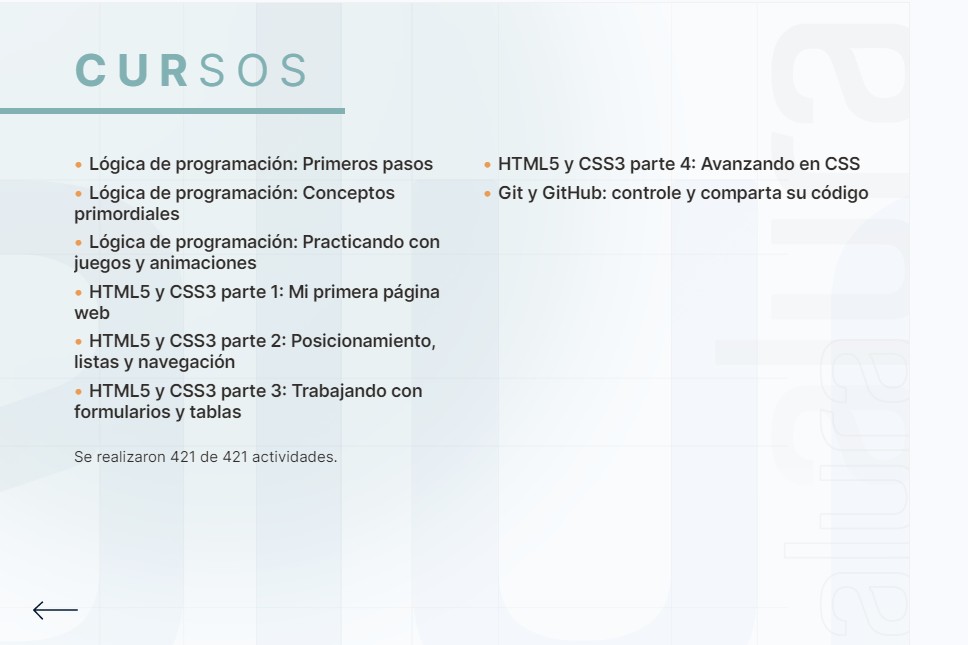 CURSOS
• Lógica de programación: Primeros pasos
• Lógica de programación: Conceptos
primordiales
• Lógica de programación: Practicando con
juegos y animaciones
• HTML5 y CSS3 parte 1: Mi primera página
web
• HTML5 y CSS3 parte 2: Posicionamiento,
listas y navegación
• HTML5 y CSS3 parte 3: Trabajando con
formularios y tablas
• HTML5 y CSS3 parte 4: Avanzando en CSS
• Git y GitHub: controle y comparta su código
Se realizaron 421 de 421 actividades.
alura